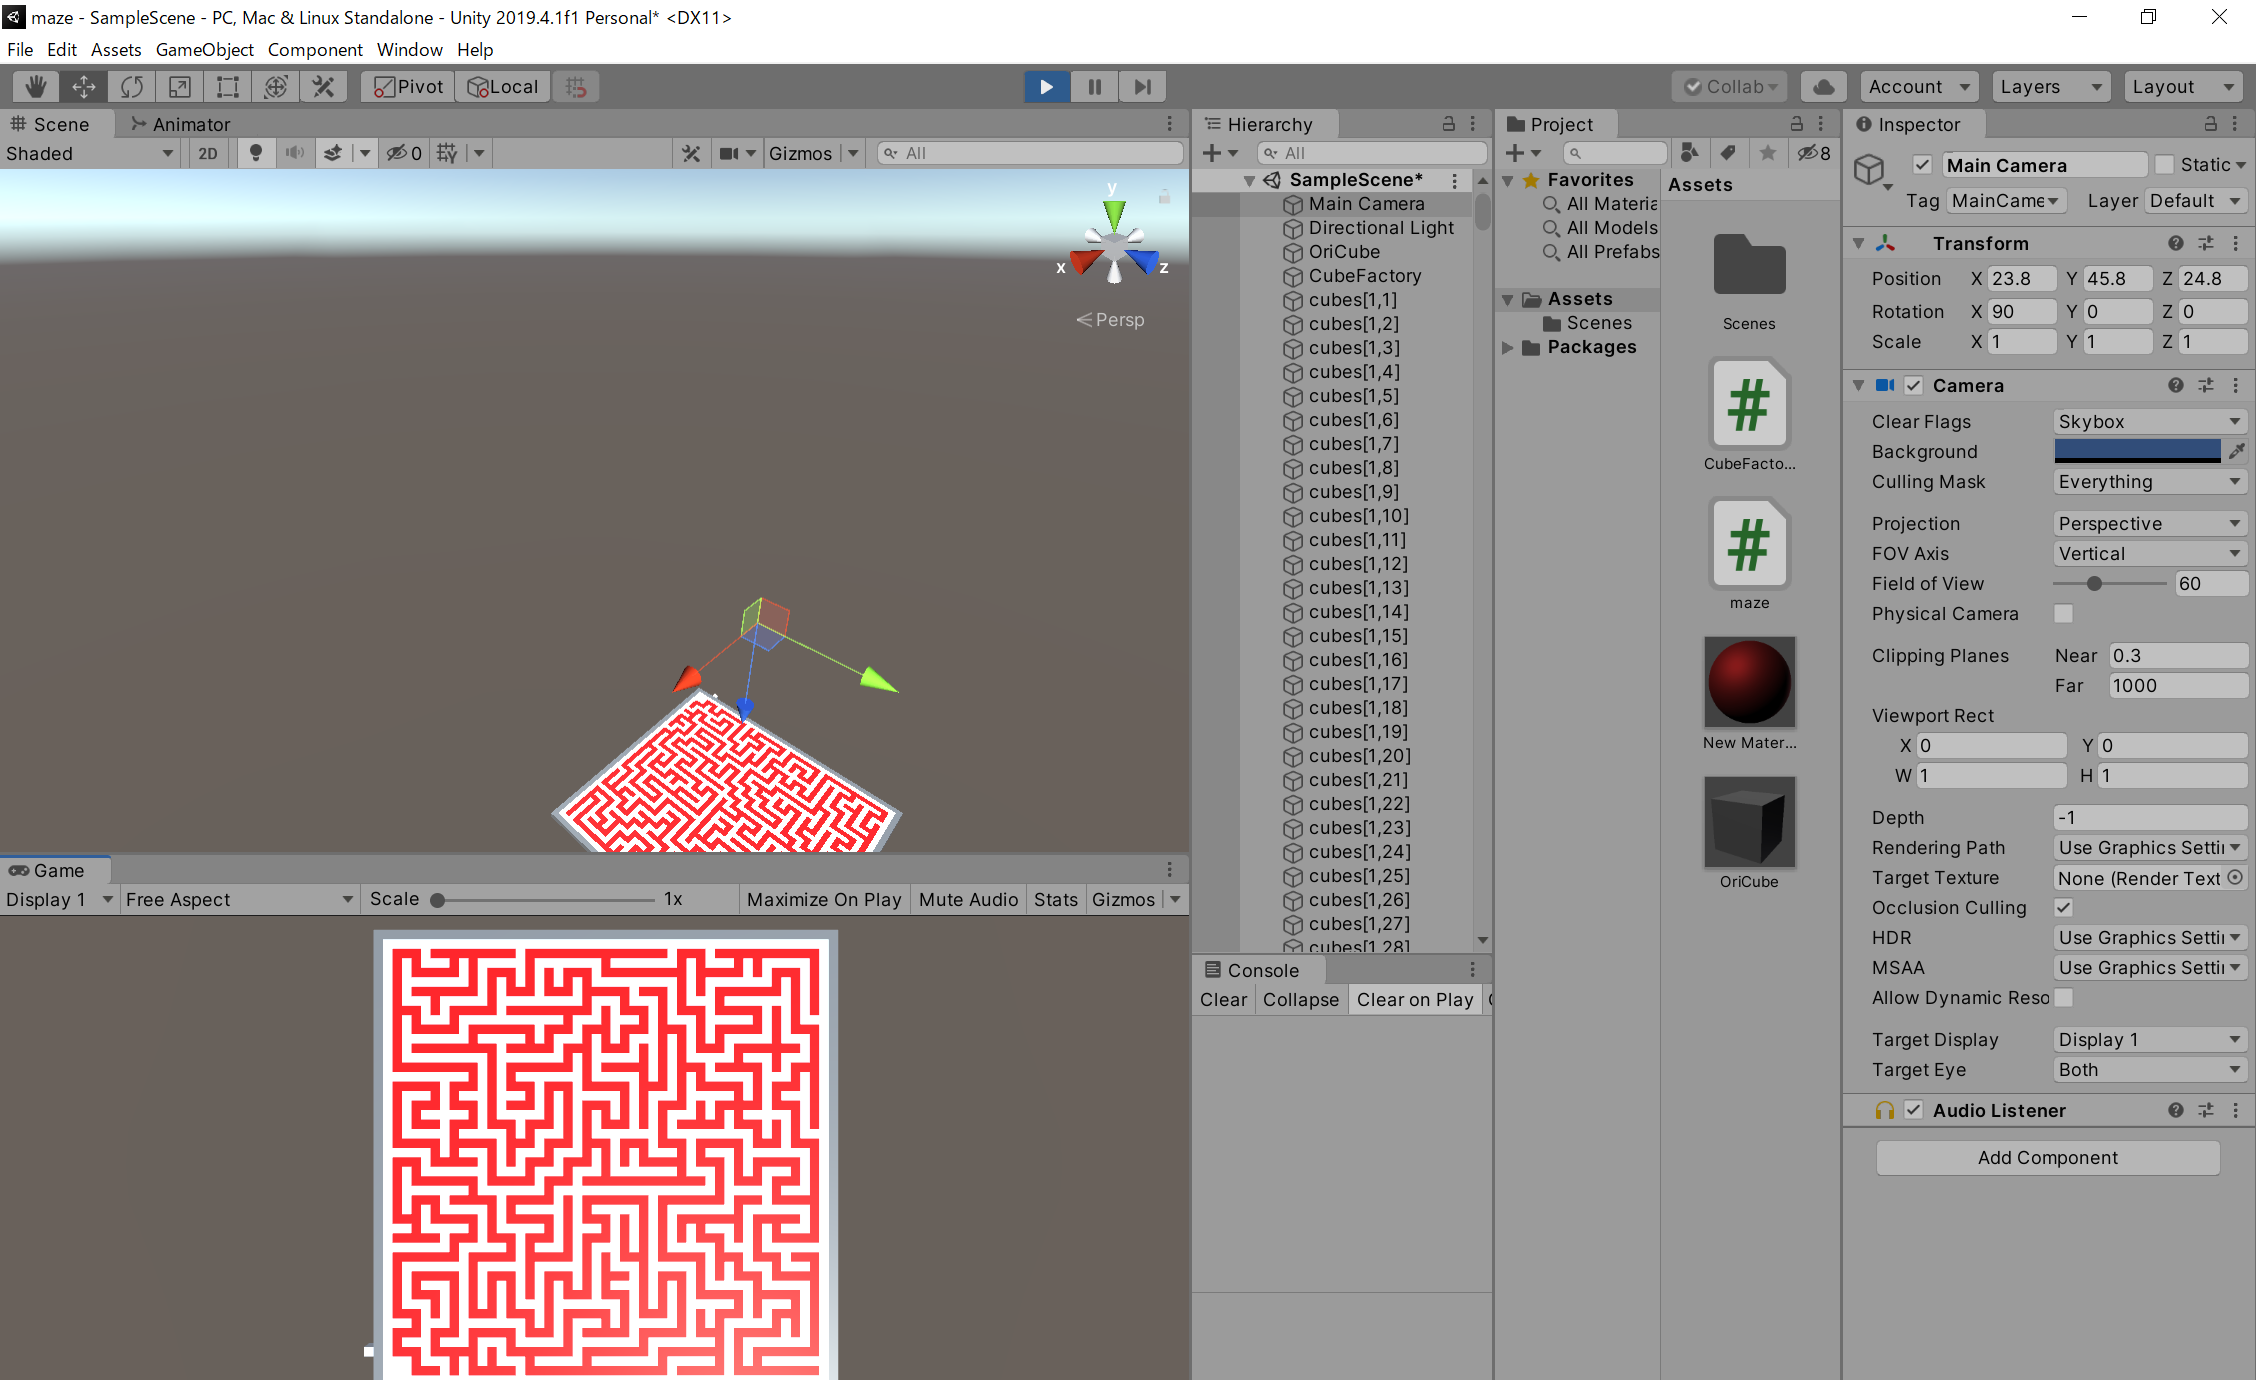 maze - SampleScene - PC, Mac & Linux Standalone - Unity 2019.4.1f1 Personal* <DX11>
File Edit Assets GameObject Component Window Help
Pivot Local Collab Account Layers Layout
Scene Animator
Shaded 2D 0 Gizmos All
y
x z
Persp
Game
Display 1 Free Aspect Scale 1x Maximize On Play Mute Audio Stats Gizmos
Hierarchy
All
SampleScene*
Main Camera
Directional Light
OriCube
CubeFactory
cubes[1,1]
cubes[1,2]
cubes[1,3]
cubes[1,4]
cubes[1,5]
cubes[1,6]
cubes[1,7]
cubes[1,8]
cubes[1,9]
cubes[1,10]
cubes[1,11]
cubes[1,12]
cubes[1,13]
cubes[1,14]
cubes[1,15]
cubes[1,16]
cubes[1,17]
cubes[1,18]
cubes[1,19]
cubes[1,20]
cubes[1,21]
cubes[1,22]
cubes[1,23]
cubes[1,24]
cubes[1,25]
cubes[1,26]
cubes[1,27]
cubes[1,28]
Console
Clear Collapse Clear on Play
Project
8
Favorites
All Materia
All Models
All Prefabs
Assets
Scenes
Packages
Assets
Scenes
#
CubeFacto...
#
maze
New Mater...
OriCube
Inspector
Main Camera Static
Tag MainCame Layer Default
Transform
Position X 23.8 Y 45.8 Z 24.8
Rotation X 90 Y 0 Z 0
Scale X 1 Y 1 Z 1
Camera
Clear Flags Skybox
Background
Culling Mask Everything
Projection Perspective
FOV Axis Vertical
Field of View 60
Physical Camera
Clipping Planes Near 0.3
Far 1000
Viewport Rect
X 0 Y 0
W 1 H 1
Depth -1
Rendering Path Use Graphics Settin
Target Texture None (Render Text
Occlusion Culling
HDR Use Graphics Settin
MSAA Use Graphics Settin
Allow Dynamic Reso
Target Display Display 1
Target Eye Both
Audio Listener
Add Component